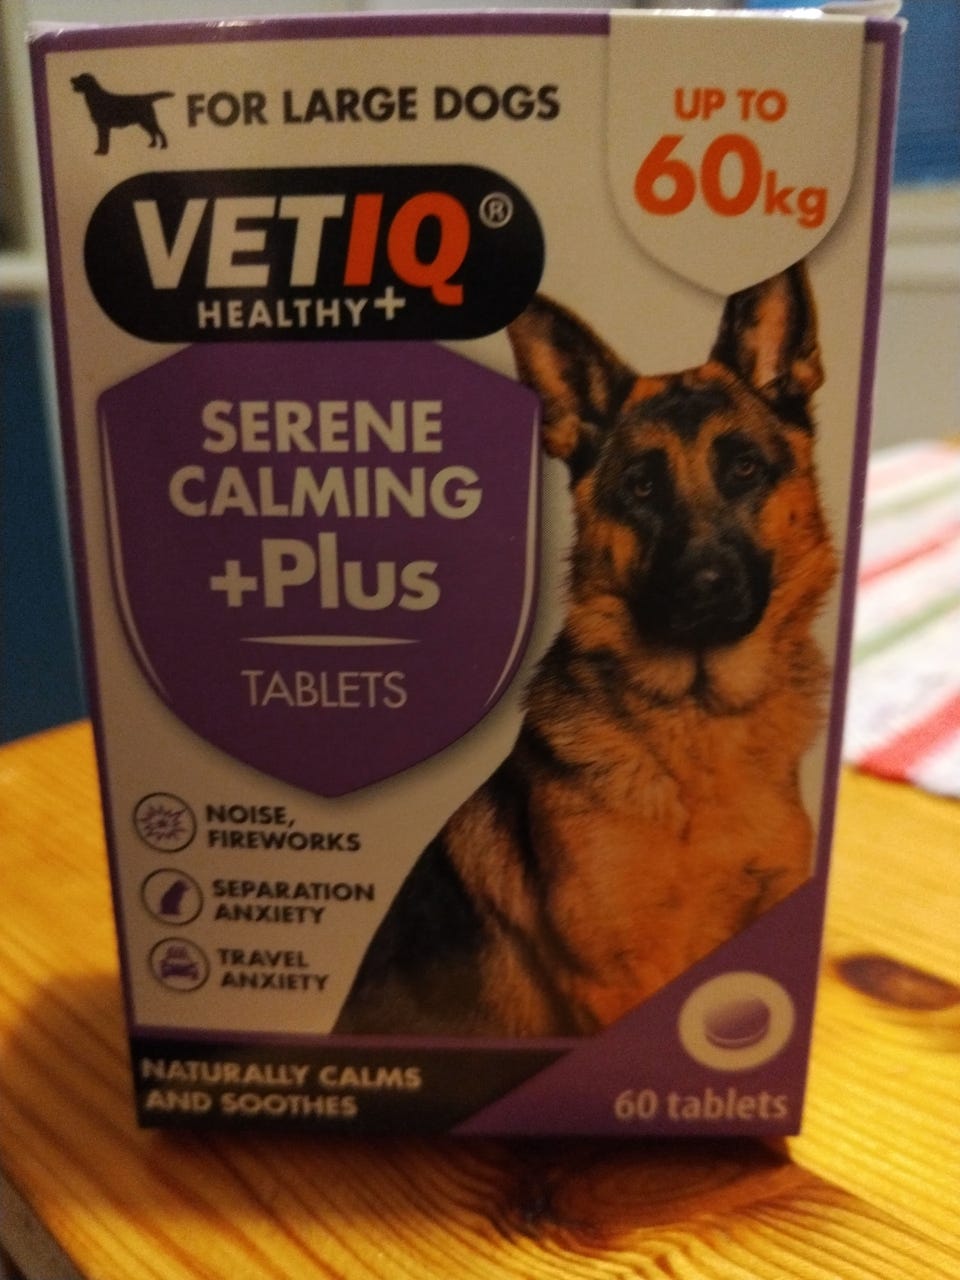 FOR LARGE DOGS
UP TO
60kg
VETIQ®
HEALTHY+
SERENE
CALMING
+Plus
TABLETS
NOISE,
FIREWORKS
SEPARATION
ANXIETY
TRAVEL
ANXIETY
NATURALLY CALMS
AND SOOTHES
60 tablets